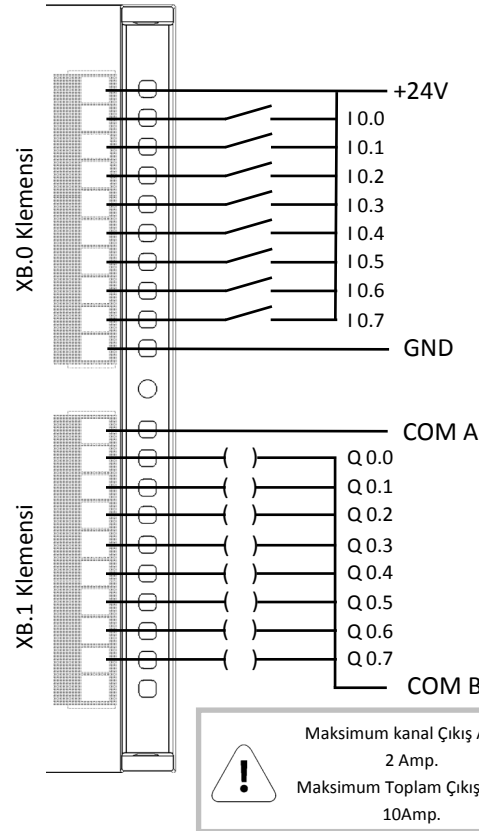 XB.0 Klemensi
+24V
I 0.0
I 0.1
I 0.2
I 0.3
I 0.4
I 0.5
I 0.6
I 0.7
GND
XB.1 Klemensi
COM A
Q 0.0
Q 0.1
Q 0.2
Q 0.3
Q 0.4
Q 0.5
Q 0.6
Q 0.7
COM B
Maksimum kanal Çıkış
2 Amp.
Maksimum Toplam Çıkış
10Amp.